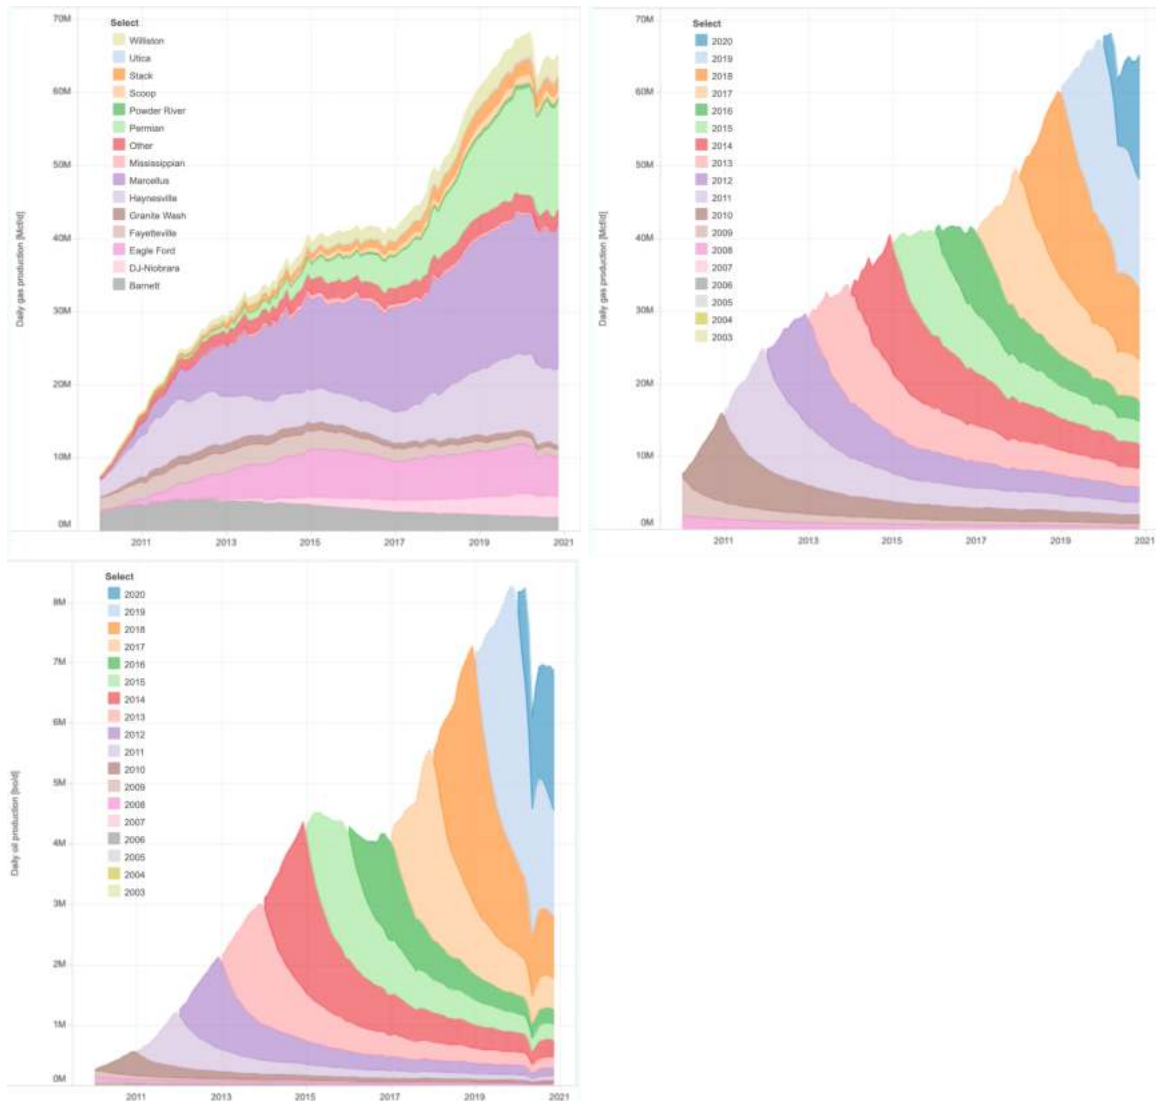 Select
Williston
Utica
Stack
Scoop
Powder River
Permian
Other
Mississippian
Marcellus
Haynesville
Granite Wash
Fayetteville
Eagle Ford
DJ-Niobrara
Barnett
70M
60M
50M
40M
30M
20M
10M
0M
Daily gas production [Mcf/d]
2011 2013 2015 2017 2019 2021
Select
2020
2019
2018
2017
2016
2015
2014
2013
2012
2011
2010
2009
2008
2007
2006
2005
2004
2003
70M
60M
50M
40M
30M
20M
10M
0M
Daily gas production [Mcf/d]
2011 2013 2015 2017 2019 2021
Select
2020
2019
2018
2017
2016
2015
2014
2013
2012
2011
2010
2009
2008
2007
2006
2005
2004
2003
8M
7M
6M
5M
4M
3M
2M
1M
0M
Daily oil production [bo/d]
2011 2013 2015 2017 2019 2021